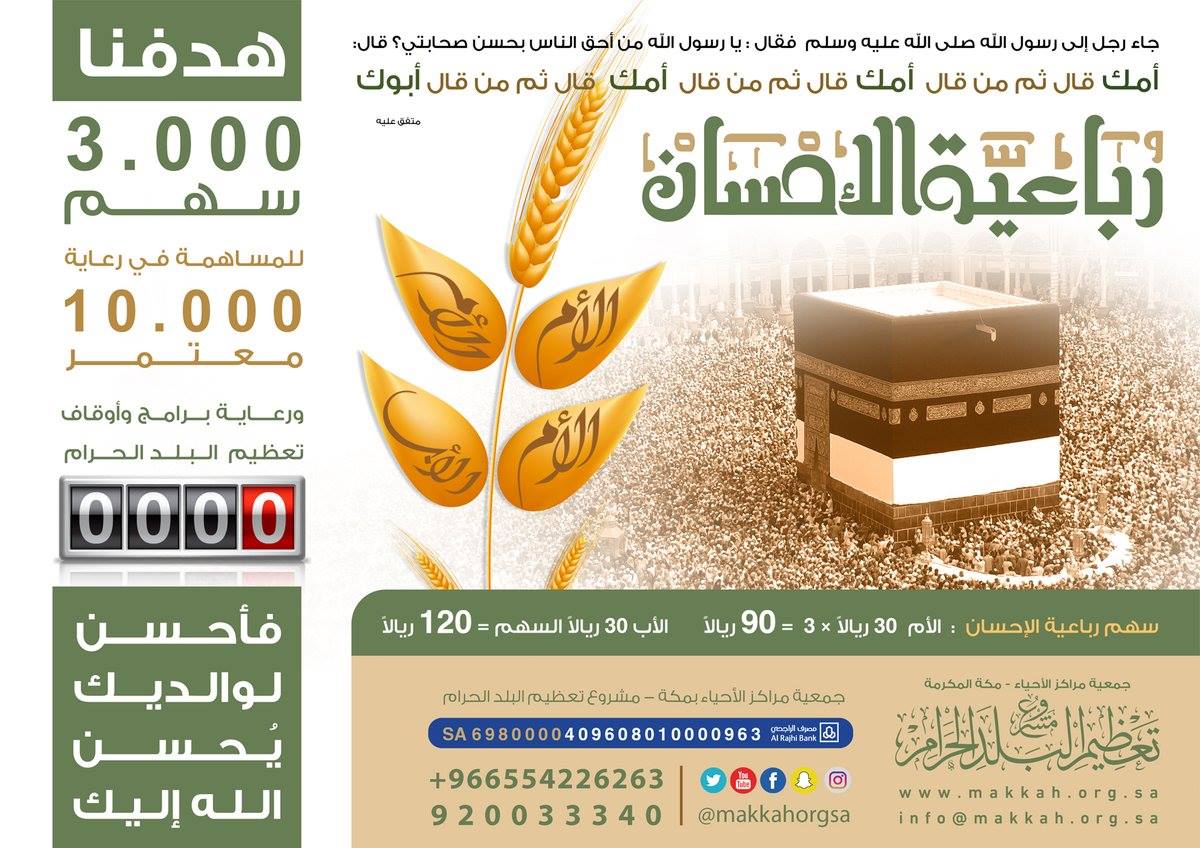 جاء رجل إلى رسول الله صلى الله عليه وسلم فقال : يا رسول الله من أحق الناس بحسن صحابتي؟ قال:
أمك قال ثم من قال أمك قال ثم من قال أمك قال ثم من قال أبوك
متفق عليه
رباعية الإحسان
الأم
الأم
الأم
والأب
هدفنا
3.000
سهم
للمساهمة في رعاية
10.000
معتمر
ورعاية برامج وأوقاف
تعظيم البلد الحرام
0000
فأحسن
لوالديك
يُحسن
الله إليك
سهم رباعية الإحسان : الأم 30 ريالاً × 3 = 90 ريالاً الأب 30 ريالاً السهم = 120 ريالاً
جمعية مراكز الأحياء - مكة المكرمة
مشروع
تعظيم البلد الحرام
www.makkah.org.sa
info@makkah.org.sa
جمعية مراكز الأحياء بمكة – مشروع تعظيم البلد الحرام
مصرف الراجحي
Al Rajhi Bank
SA 6980000409608010000963
You Tube
@makkahorgsa
+966554226263
920033340